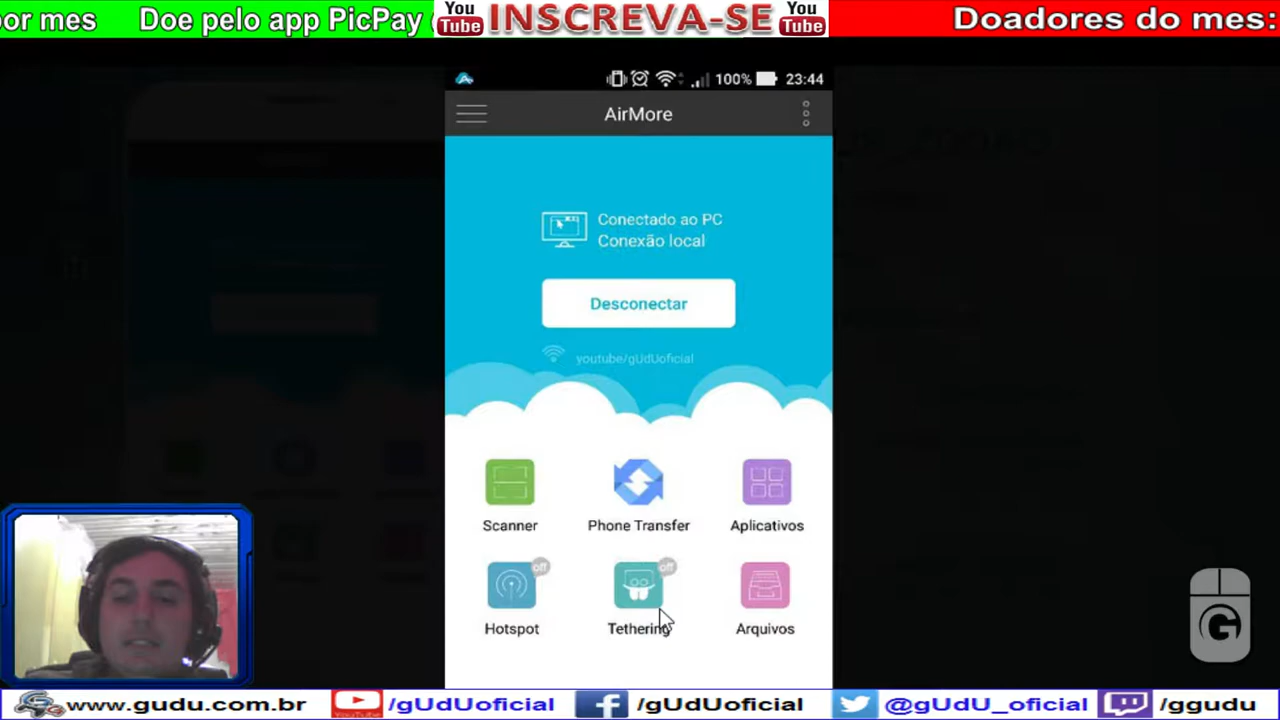 por mes Doe pelo app PicPay
You Tube INSCREVA-SE You Tube
Doadores do mes:
100% 23:44
AirMore
Conectado ao PC
Conexão local
Desconectar
youtube/gUdUoficial
Scanner Phone Transfer Aplicativos
off off
Hotspot Tethering Arquivos
G
www.gudu.com.br YouTube /gUdUoficial f /gUdUoficial @gUdU_oficial /ggudu